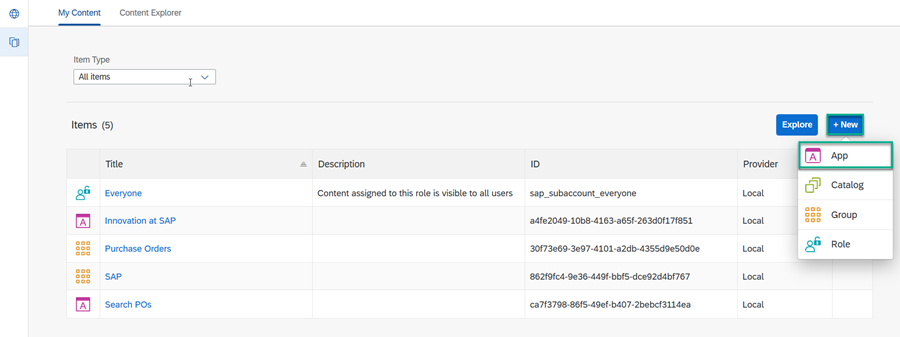 My Content Content Explorer
Item Type
All items
Items (5) Explore + New
App
Catalog
Group
Role
Title Description ID Provider
Everyone Content assigned to this role is visible to all users sap_subaccount_everyone Local
Innovation at SAP a4fe2049-10b8-4163-a65f-263d0f17f851 Local
Purchase Orders 30f73e69-3e97-4101-a2db-4355d9e50d0e Local
SAP 862f9fc4-9e36-449f-bbf5-dce92d4bf767 Local
Search POs ca7f3798-86f5-49ef-b407-2bebcf3114ea Local